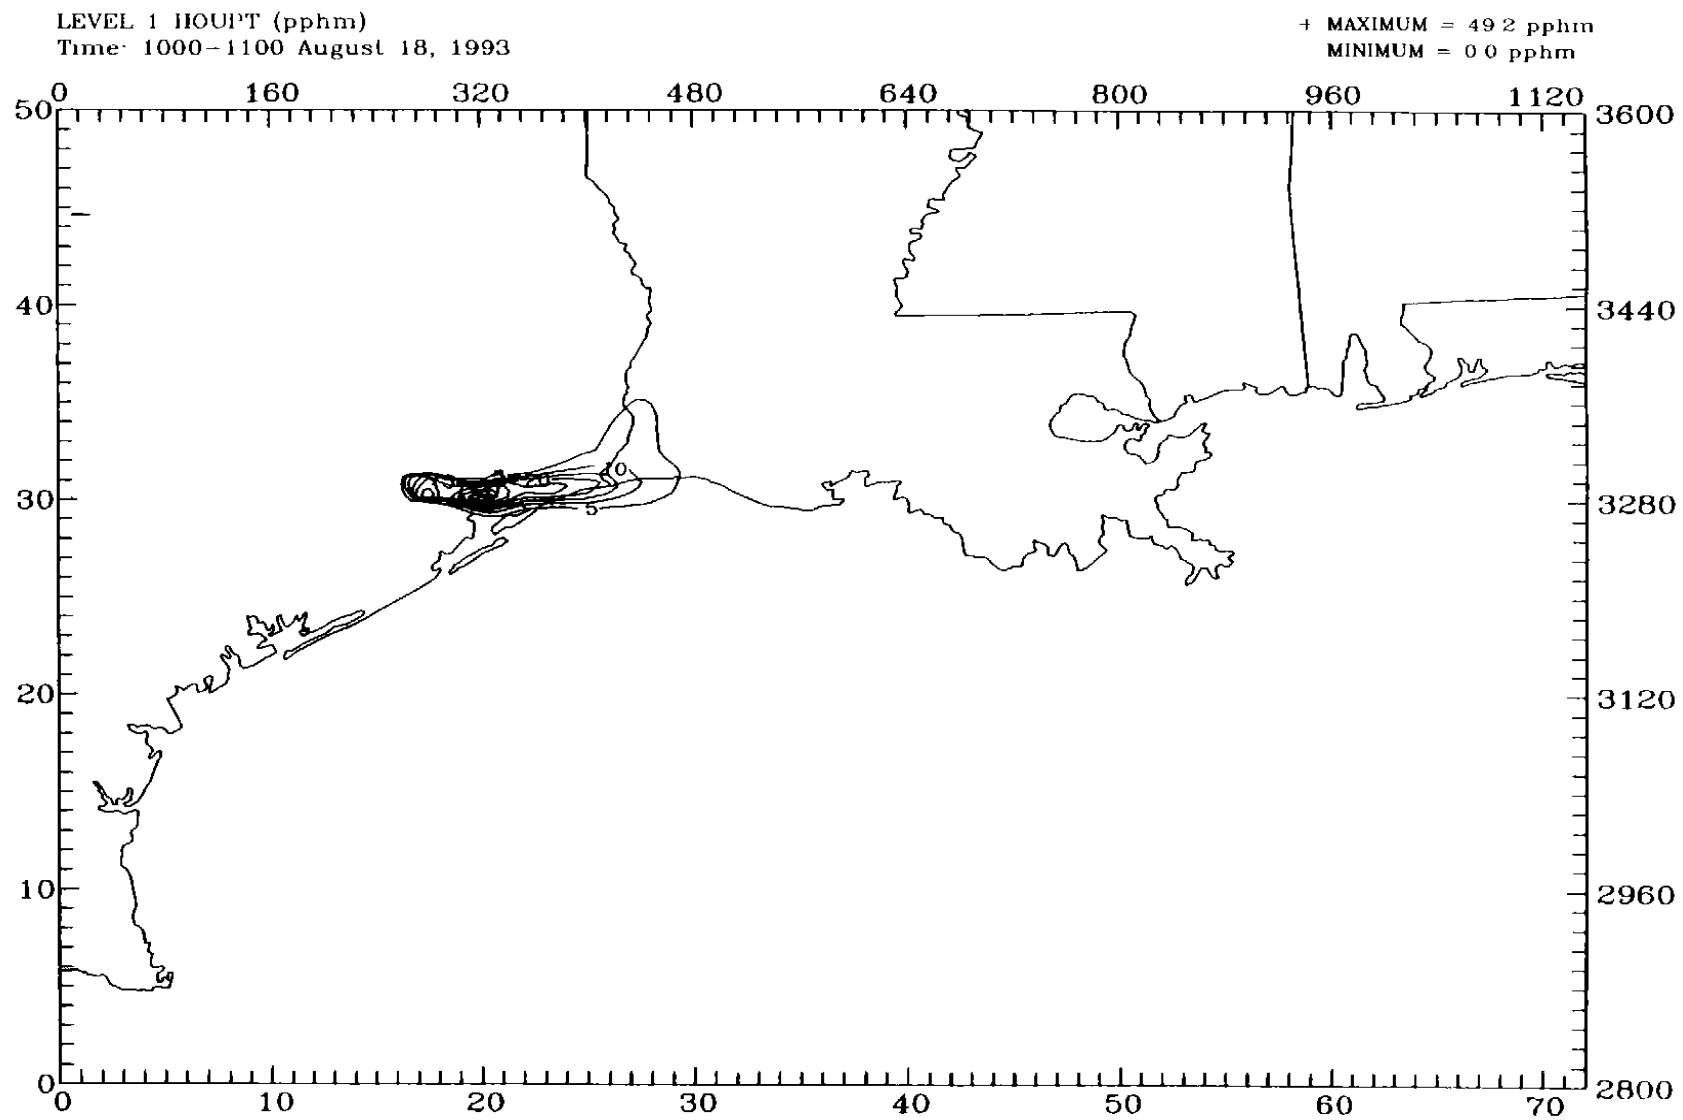 LEVEL 1 HOUPT (pphm)
Time: 1000-1100 August 18, 1993
+ MAXIMUM = 49.2 pphm
MINIMUM = 0.0 pphm
0 160 320 480 640 800 960 1120
50 3600
40 3440
10
30 3280
5
20 3120
10 2960
0 2800
0 10 20 30 40 50 60 70